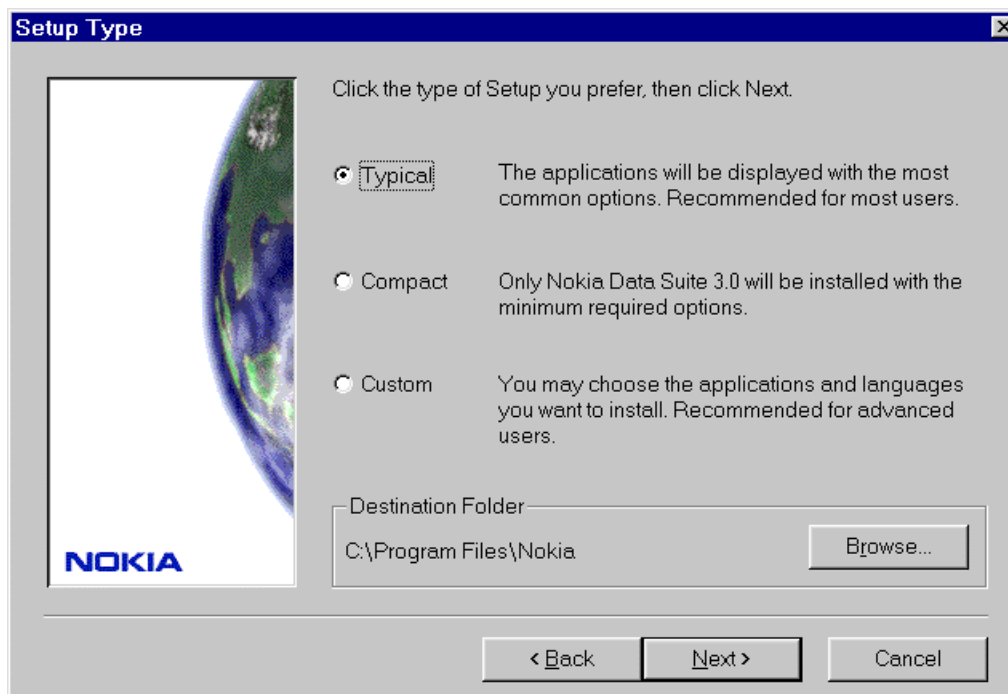 Setup Type
Click the type of Setup you prefer, then click Next.
Typical
The applications will be displayed with the most
common options. Recommended for most users.
Compact
Only Nokia Data Suite 3.0 will be installed with the
minimum required options.
Custom
You may choose the applications and languages
you want to install. Recommended for advanced
users.
Destination Folder
C:\Program Files\Nokia
Browse...
NOKIA
< Back
Next >
Cancel